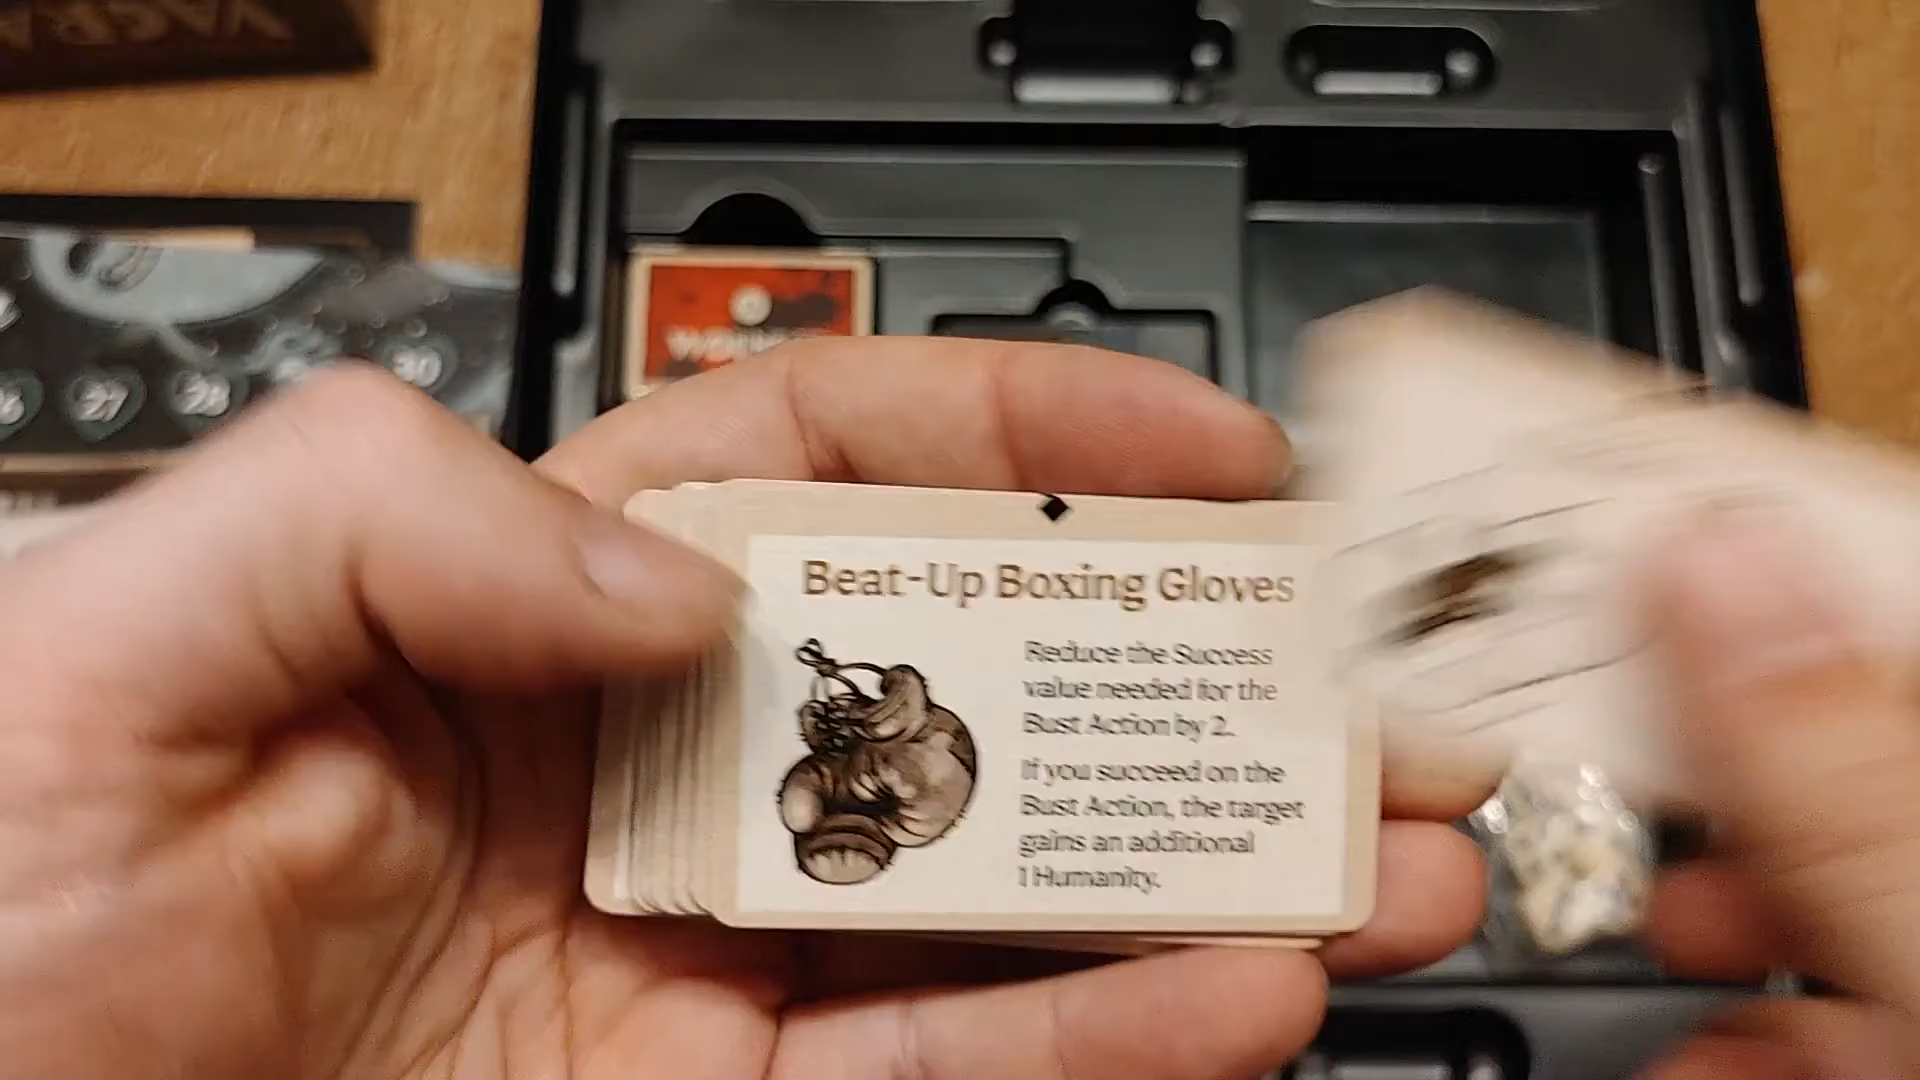 27
28
30
Beat-Up Boxing Gloves
Reduce the Success
value needed for the
Bust Action by 2.
If you succeed on the
Bust Action, the target
gains an additional
1 Humanity.